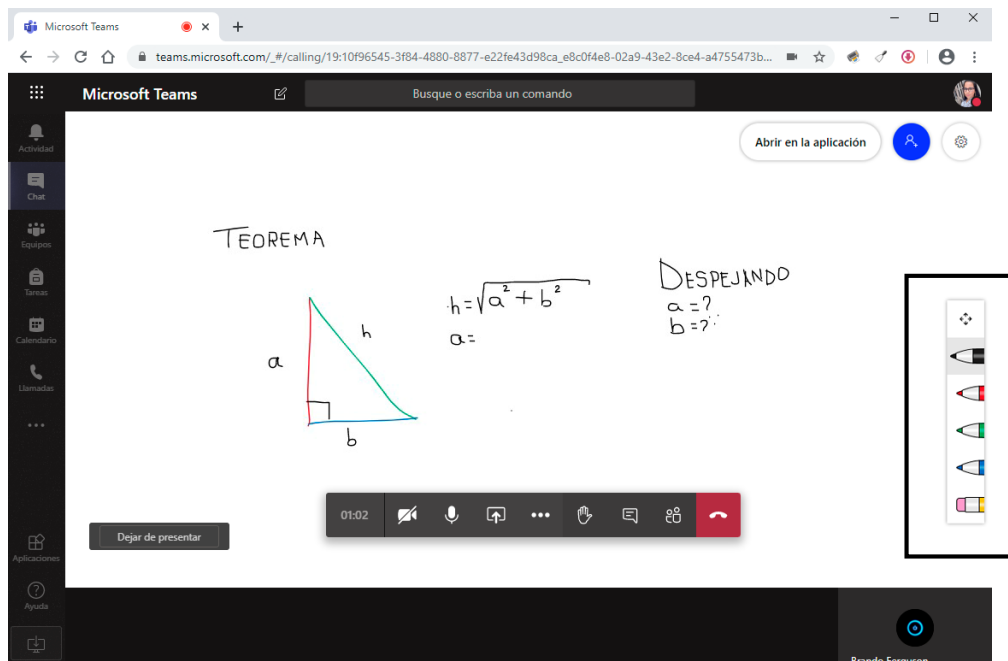 Microsoft Teams
teams.microsoft.com/_#/calling/19:10f96545-3f84-4880-8877-e22fe43d98ca_e8c0f4e8-02a9-43e2-8ce4-a4755473b...
Microsoft Teams
Busque o escriba un comando
Actividad
Chat
Equipos
Tareas
Calendario
Llamadas
Aplicaciones
Ayuda
Abrir en la aplicación
TEOREMA
a
h
b
h=√a²+b²
a=
DESPEJANDO
a=?
b=?
01:02
Dejar de presentar
Brando Ferguson